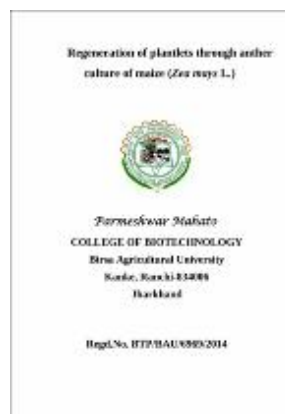 Regeneration of plantlets through anther
culture of maize (Zea mays L.)
Parmeshwar Mahato
COLLEGE OF BIOTECHNOLOGY
Birsa Agricultural University
Kanke, Ranchi-834006
Jharkhand
Regd.No. BTP/BAU/6969/2014